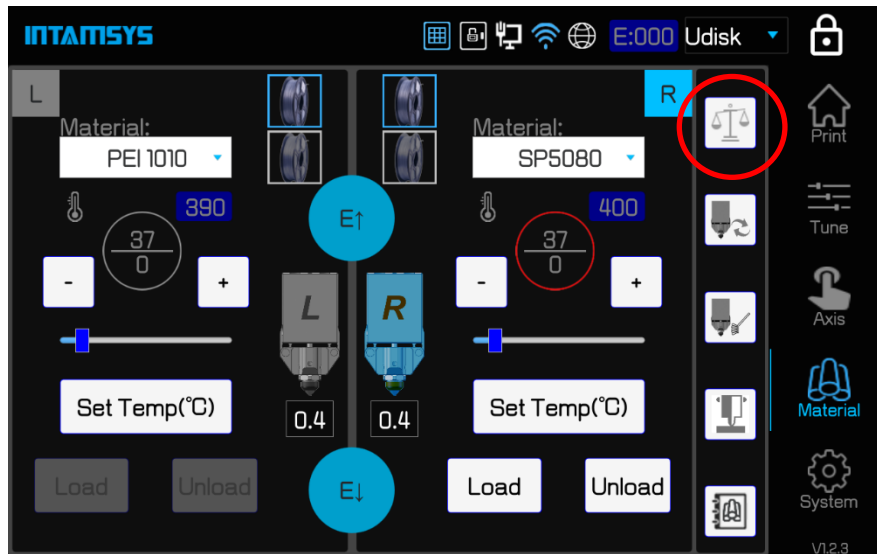 INTAMSYS
E:000 Udisk
L
Material:
PEI 1010
390
37
0
-
+
Set Temp(°C)
Load
Unload
E↑
L
R
0.4
0.4
E↓
R
Material:
SP5080
400
37
0
-
+
Set Temp(°C)
Load
Unload
Print
Tune
Axis
Material
System
V1.2.3